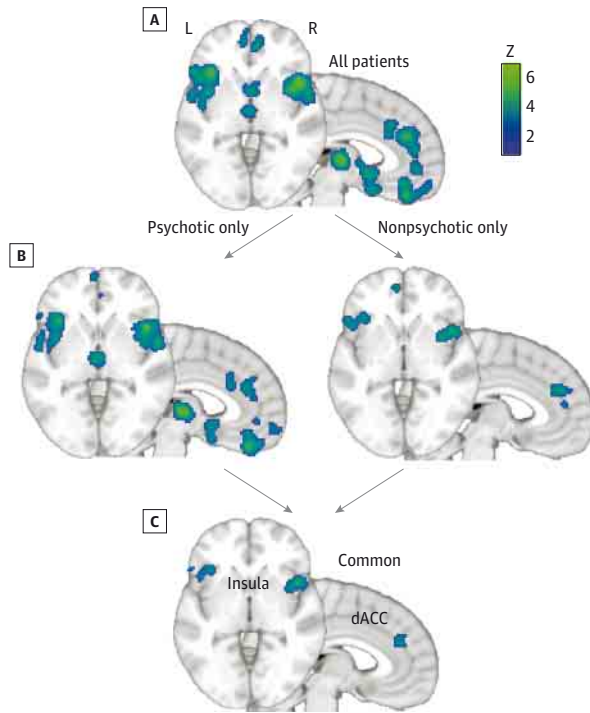 A
L
R
All patients
Z
6
4
2
Psychotic only
Nonpsychotic only
B
C
Common
Insula
dACC